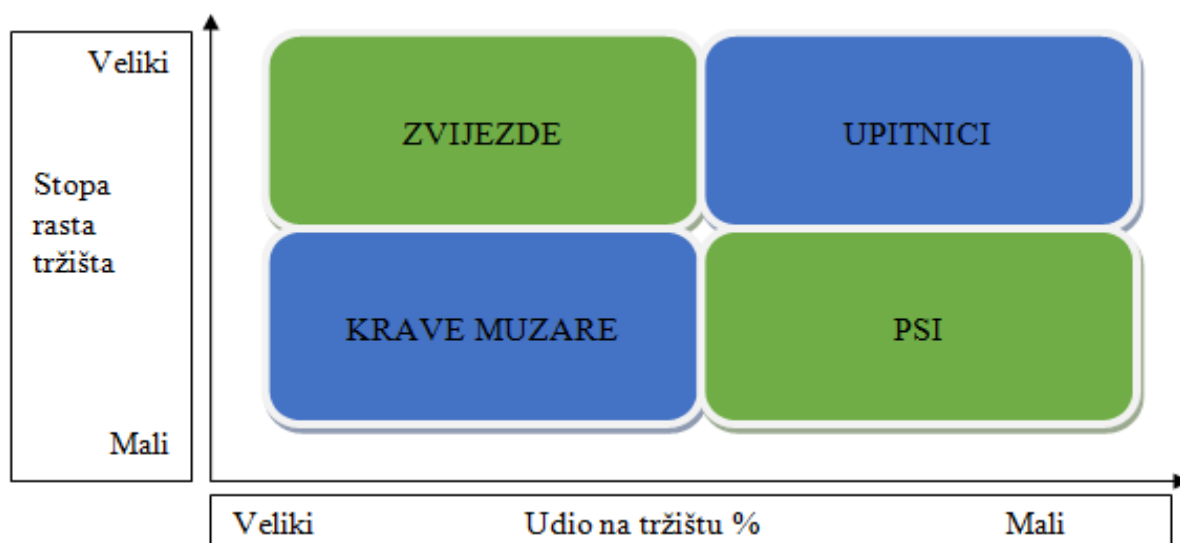 Veliki
Stopa
rasta
tržišta
Mali
ZVIJEZDE
UPITNICI
KRAVE MUZARE
PSI
Veliki
Udio na tržištu %
Mali